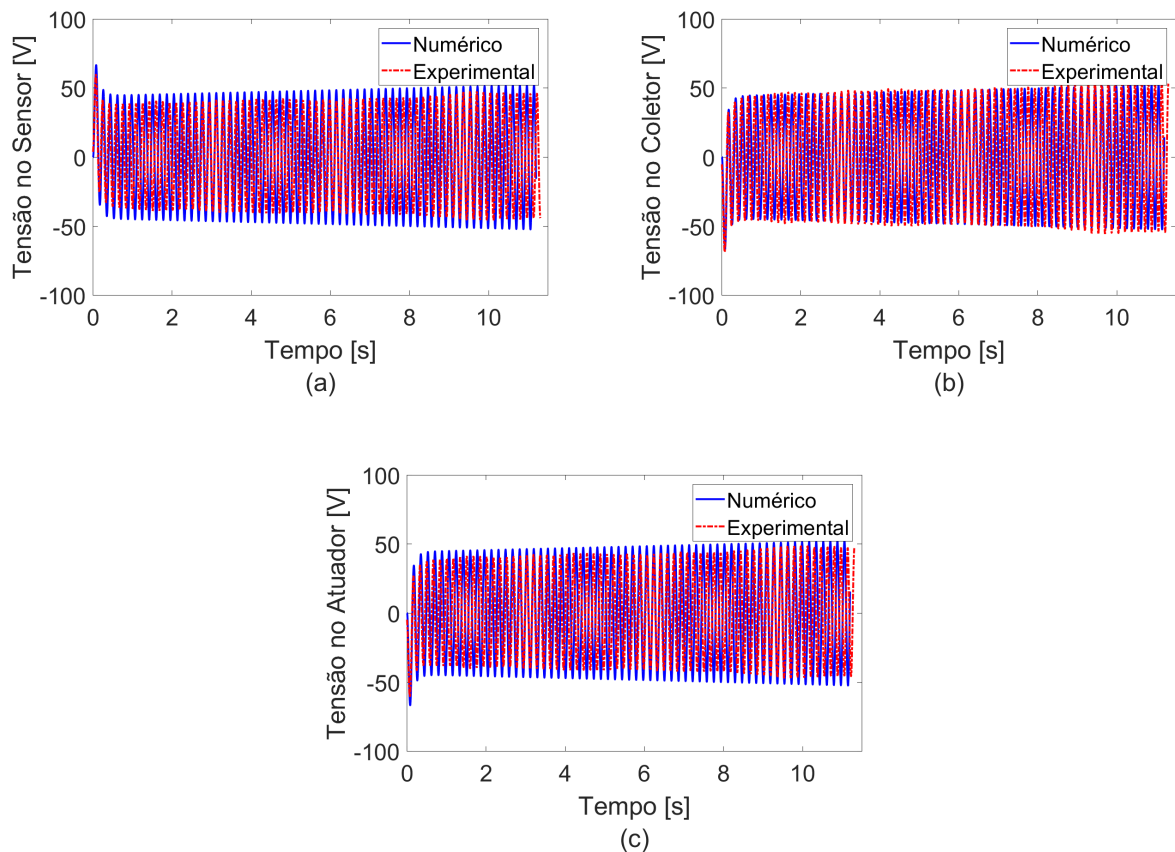 100
50
0
-50
-100
Tensão no Sensor [V]
Numérico
Experimental
0 2 4 6 8 10
Tempo [s]
(a)
100
50
0
-50
-100
Tensão no Coletor [V]
Numérico
Experimental
0 2 4 6 8 10
Tempo [s]
(b)
100
50
0
-50
-100
Tensão no Atuador [V]
Numérico
Experimental
0 2 4 6 8 10
Tempo [s]
(c)